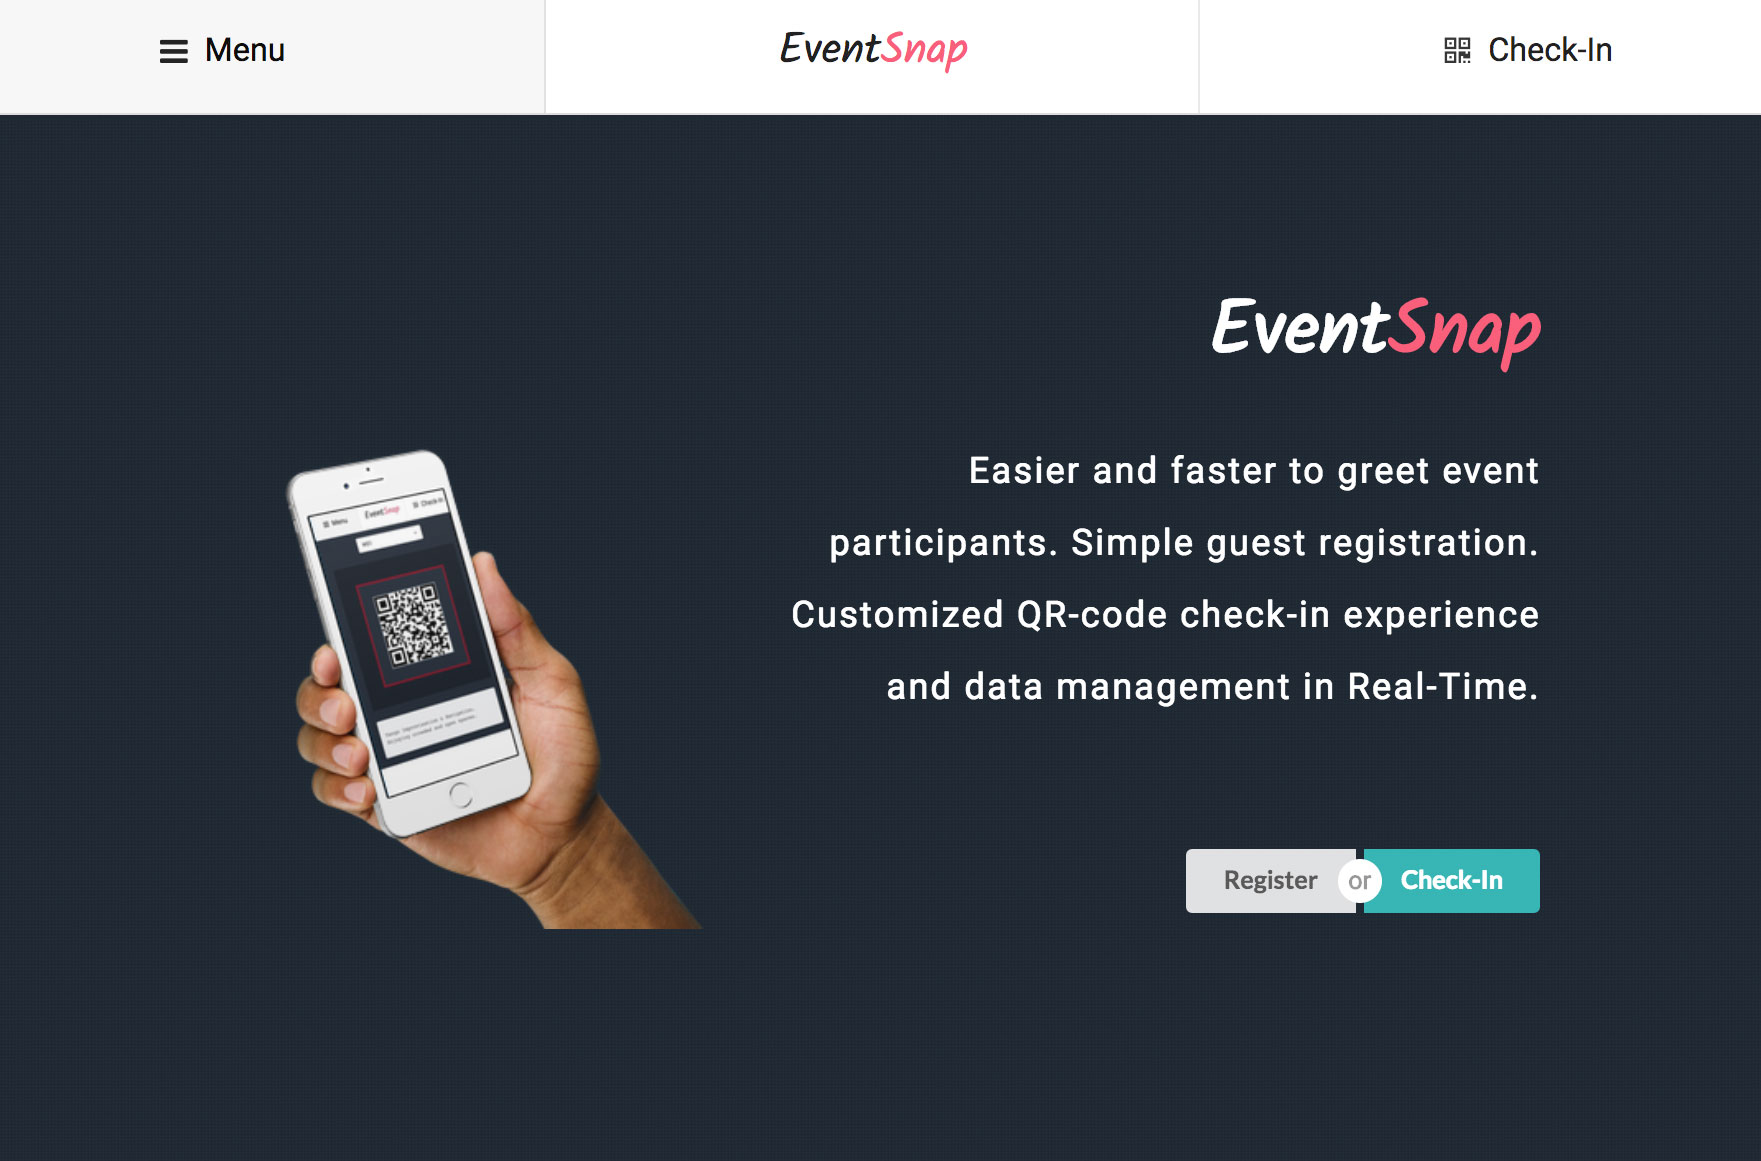 Menu
EventSnap
Check-In
EventSnap
Easier and faster to greet event
participants. Simple guest registration.
Customized QR-code check-in experience
and data management in Real-Time.
Menu
EventSnap
Check-In
Register or Check-In